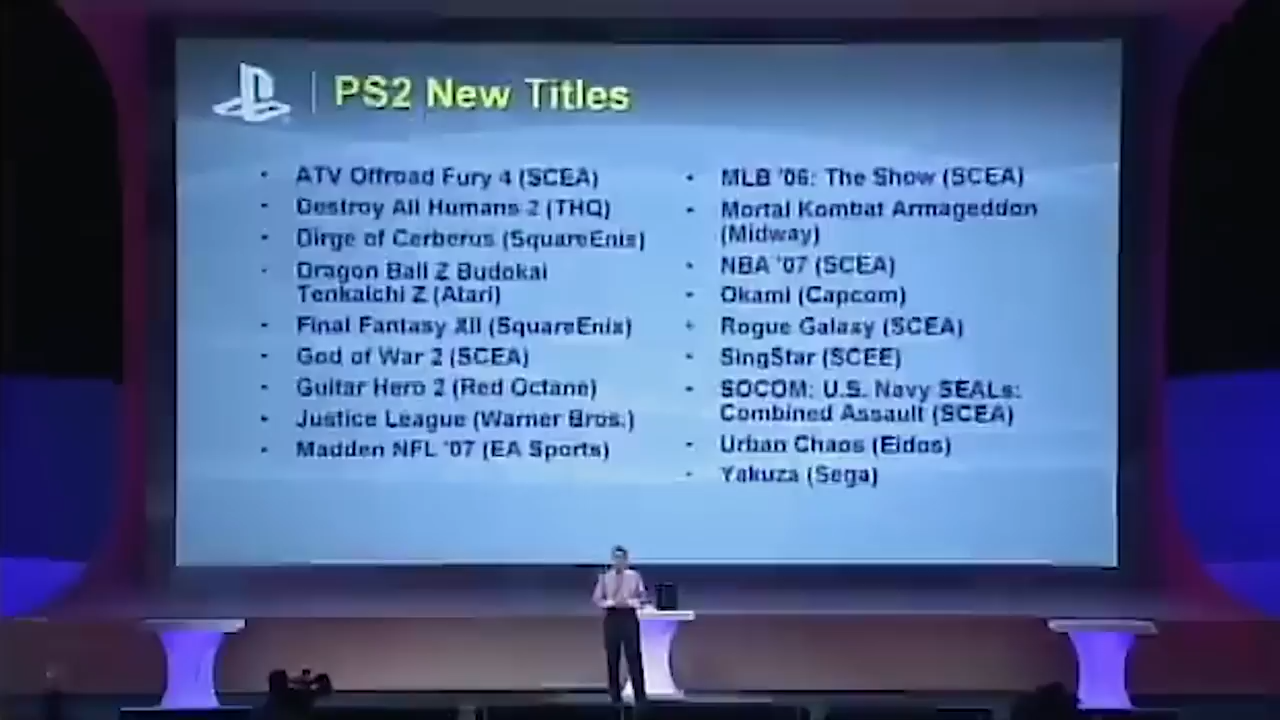 PS2 New Titles
• ATV Offroad Fury 4 (SCEA)
• Destroy All Humans 2 (THQ)
• Dirge of Cerberus (SquareEnix)
• Dragon Ball Z Budokai
Tenkaichi Z (Atari)
• Final Fantasy XII (SquareEnix)
• God of War 2 (SCEA)
• Guitar Hero 2 (Red Octane)
• Justice League (Warner Bros.)
• Madden NFL '07 (EA Sports)
• MLB '06: The Show (SCEA)
• Mortal Kombat Armageddon
(Midway)
• NBA '07 (SCEA)
• Okami (Capcom)
• Rogue Galaxy (SCEA)
• SingStar (SCEE)
• SOCOM: U.S. Navy SEALs:
Combined Assault (SCEA)
• Urban Chaos (Eidos)
• Yakuza (Sega)